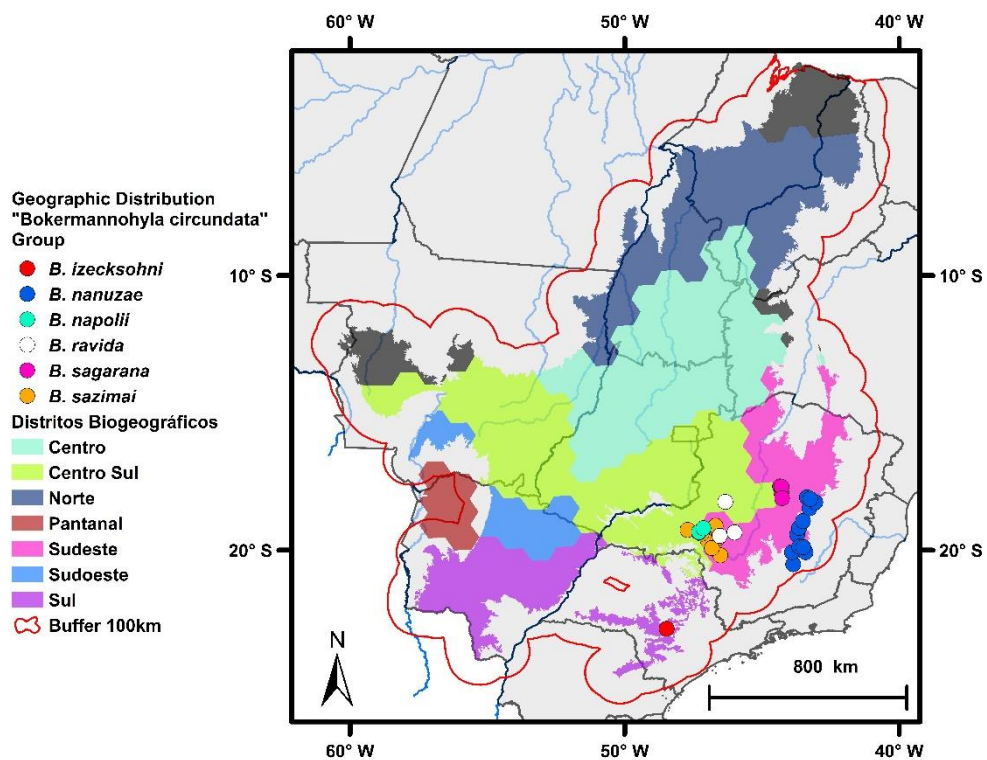 60° W 50° W 40° W
Geographic Distribution
"Bokermannohyla circundata"
Group
B. izecksohni
B. nanuzae
B. napolii
B. ravida
B. sagarana
B. sazimai
Distritos Biogeográficos
Centro
Centro Sul
Norte
Pantanal
Sudeste
Sudoeste
Sul
Buffer 100km
10° S 10° S
20° S 20° S
N
800 km
60° W 50° W 40° W